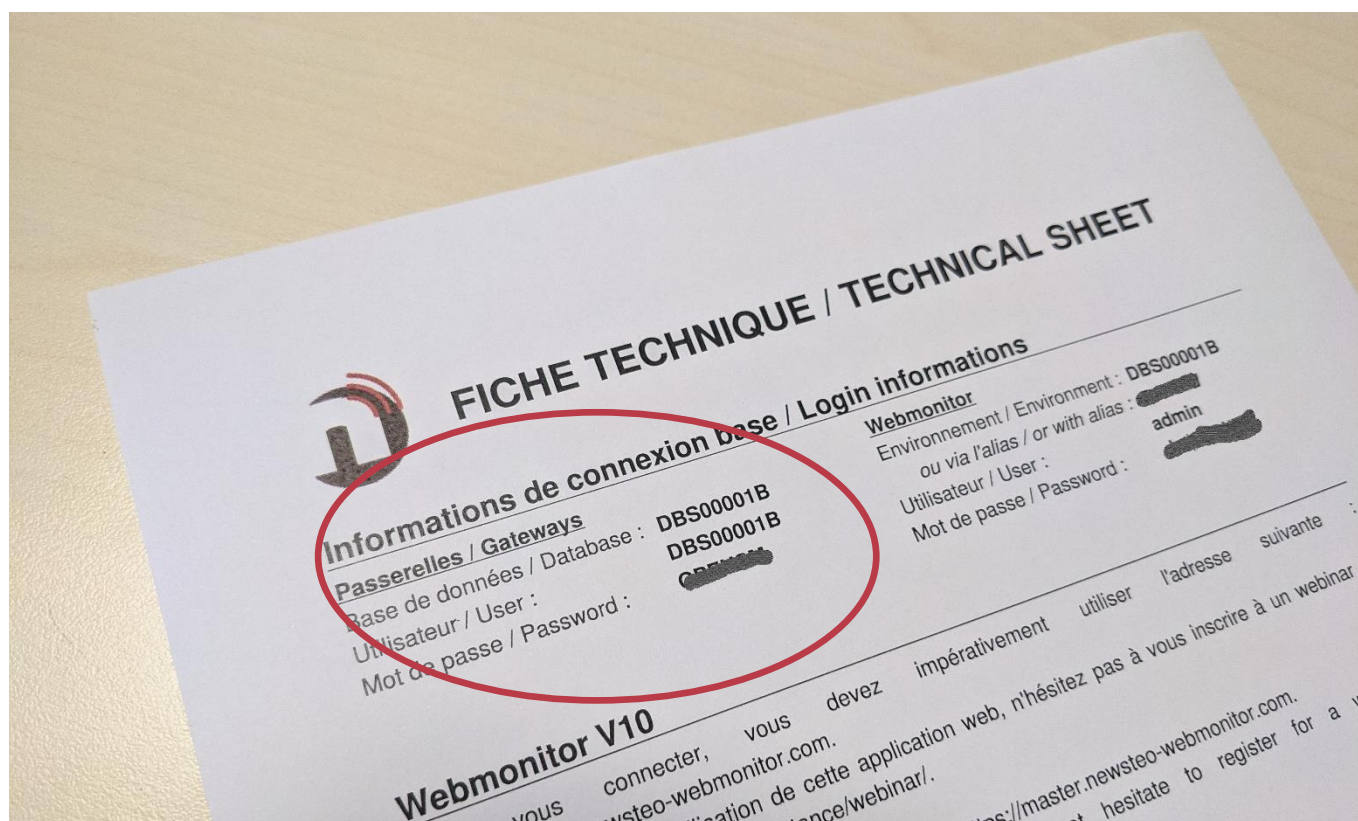 FICHE TECHNIQUE / TECHNICAL SHEET
Informations de connexion base / Login informations
Passerelles / Gateways
Base de données / Database : DBS00001B
Utilisateur / User : DBS00001B
Mot de passe / Password :
Webmonitor
Environnement / Environment : DBS00001B
ou via l'alias / or with alias :
Utilisateur / User : admin
Mot de passe / Password :
Webmonitor V10
vous connecter, vous devez impérativement utiliser l'adresse suivante :
webmonitor.com.
de cette application web, n'hésitez pas à vous inscrire à un webinar
/webinar/.
master.newsteo-webmonitor.com.
hesitate to register for a